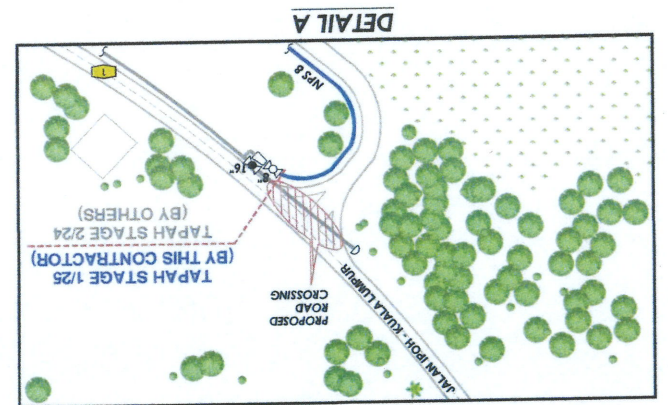 PROPOSED
ROAD
CROSSING
JALAN IPOH - KUALA LUMPUR
TAPAH STAGE 1/25
(BY THIS CONTRACTOR)
TAPAH STAGE 2/24
(BY OTHERS)
8"
16"
NPS 8
1
DETAIL A